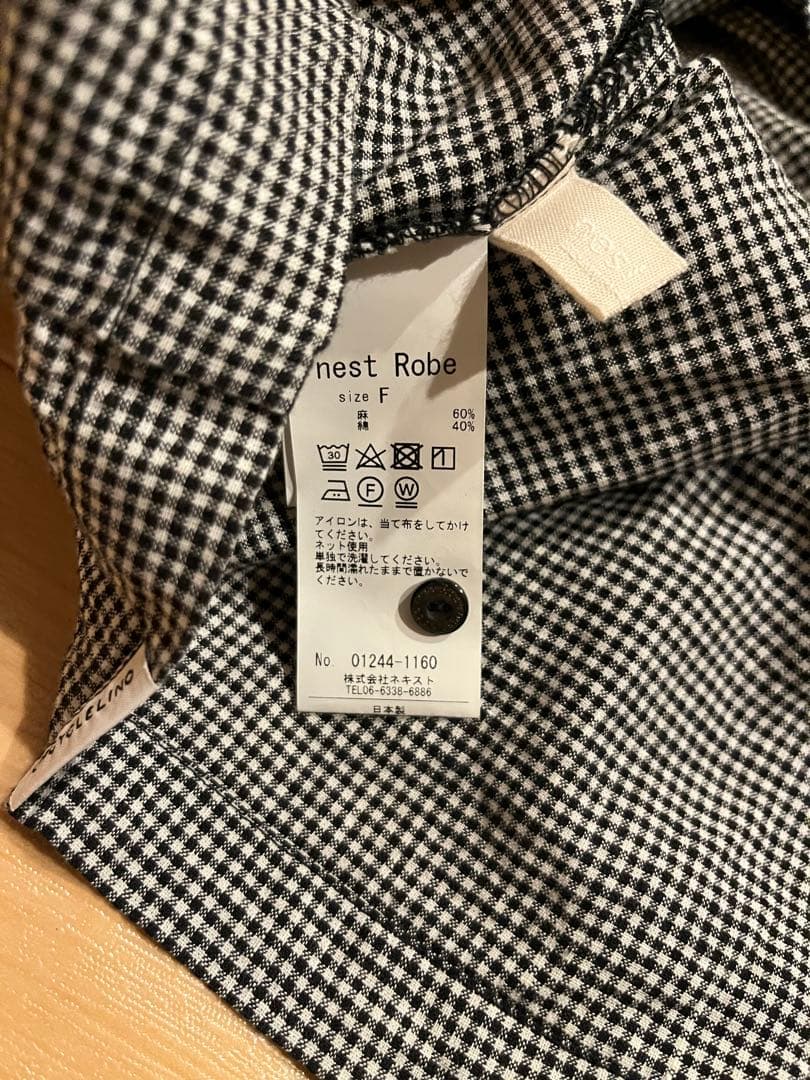 nest
nest Robe
size F
麻 60%
綿 40%
30
F W
アイロンは、当て布をしてかけ
てください。
ネット使用
単独で洗濯してください。
長時間濡れたままで置かないで
ください。
No. 01244-1160
株式会社ネキスト
TEL06-6338-6886
日本製